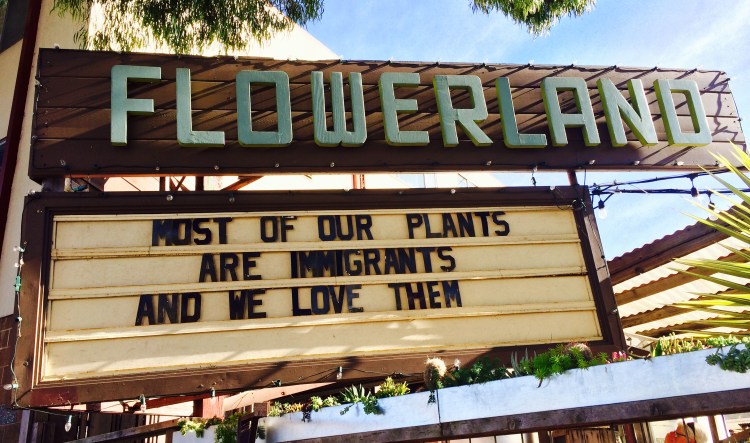 FLOWERLAND
MOST OF OUR PLANTS
ARE IMMIGRANTS
AND WE LOVE THEM